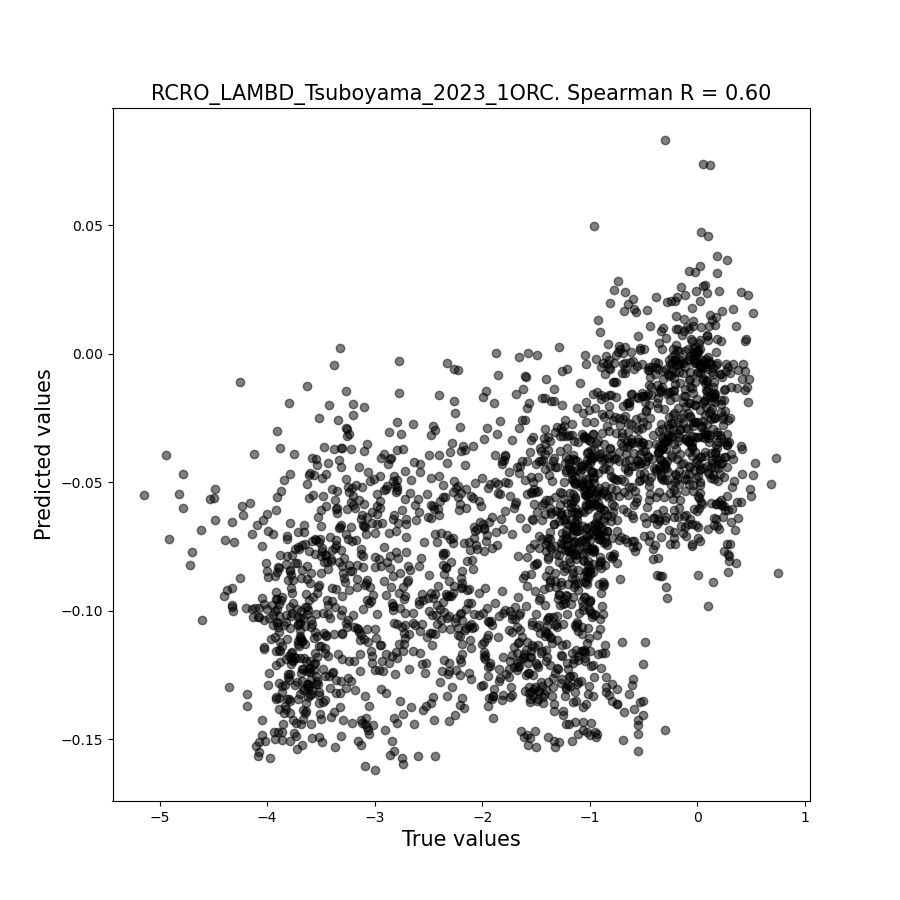 RCRO_LAMBD_Tsuboyama_2023_1ORC. Spearman R = 0.60
Predicted values
0.05
0.00
−0.05
−0.10
−0.15
−5 −4 −3 −2 −1 0 1
True values